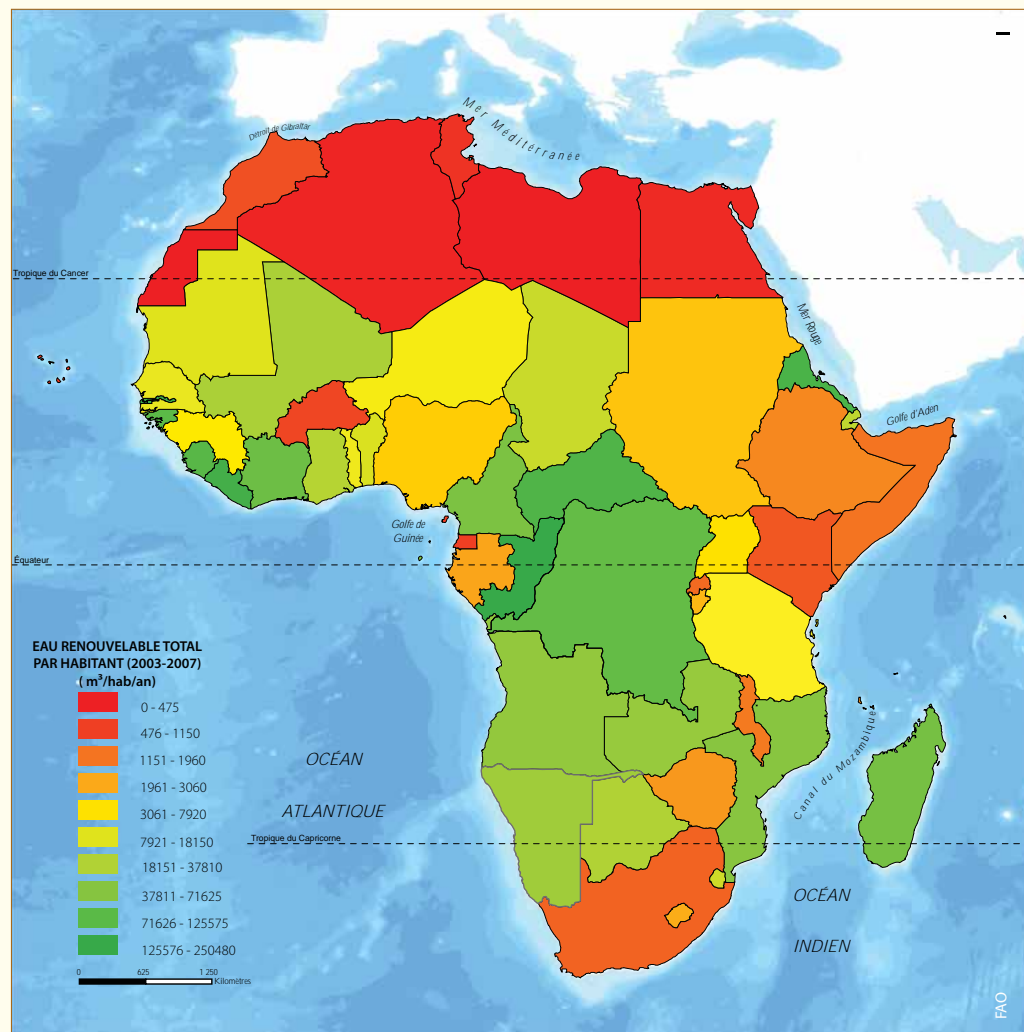 Détroit de Gibraltar
Mer Méditérranée
Tropique du Cancer
Mer Rouge
Golfe d'Aden
Golfe de
Guinée
Équateur
EAU RENOUVELABLE TOTAL
PAR HABITANT (2003-2007)
( m³/hab/an)
0 - 475
476 - 1150
1151 - 1960
1961 - 3060
3061 - 7920
7921 - 18150
18151 - 37810
37811 - 71625
71626 - 125575
125576 - 250480
0 625 1 250
Kilomètres
OCÉAN
ATLANTIQUE
Tropique du Capricorne
Canal du Mozambique
OCÉAN
INDIEN
FAO